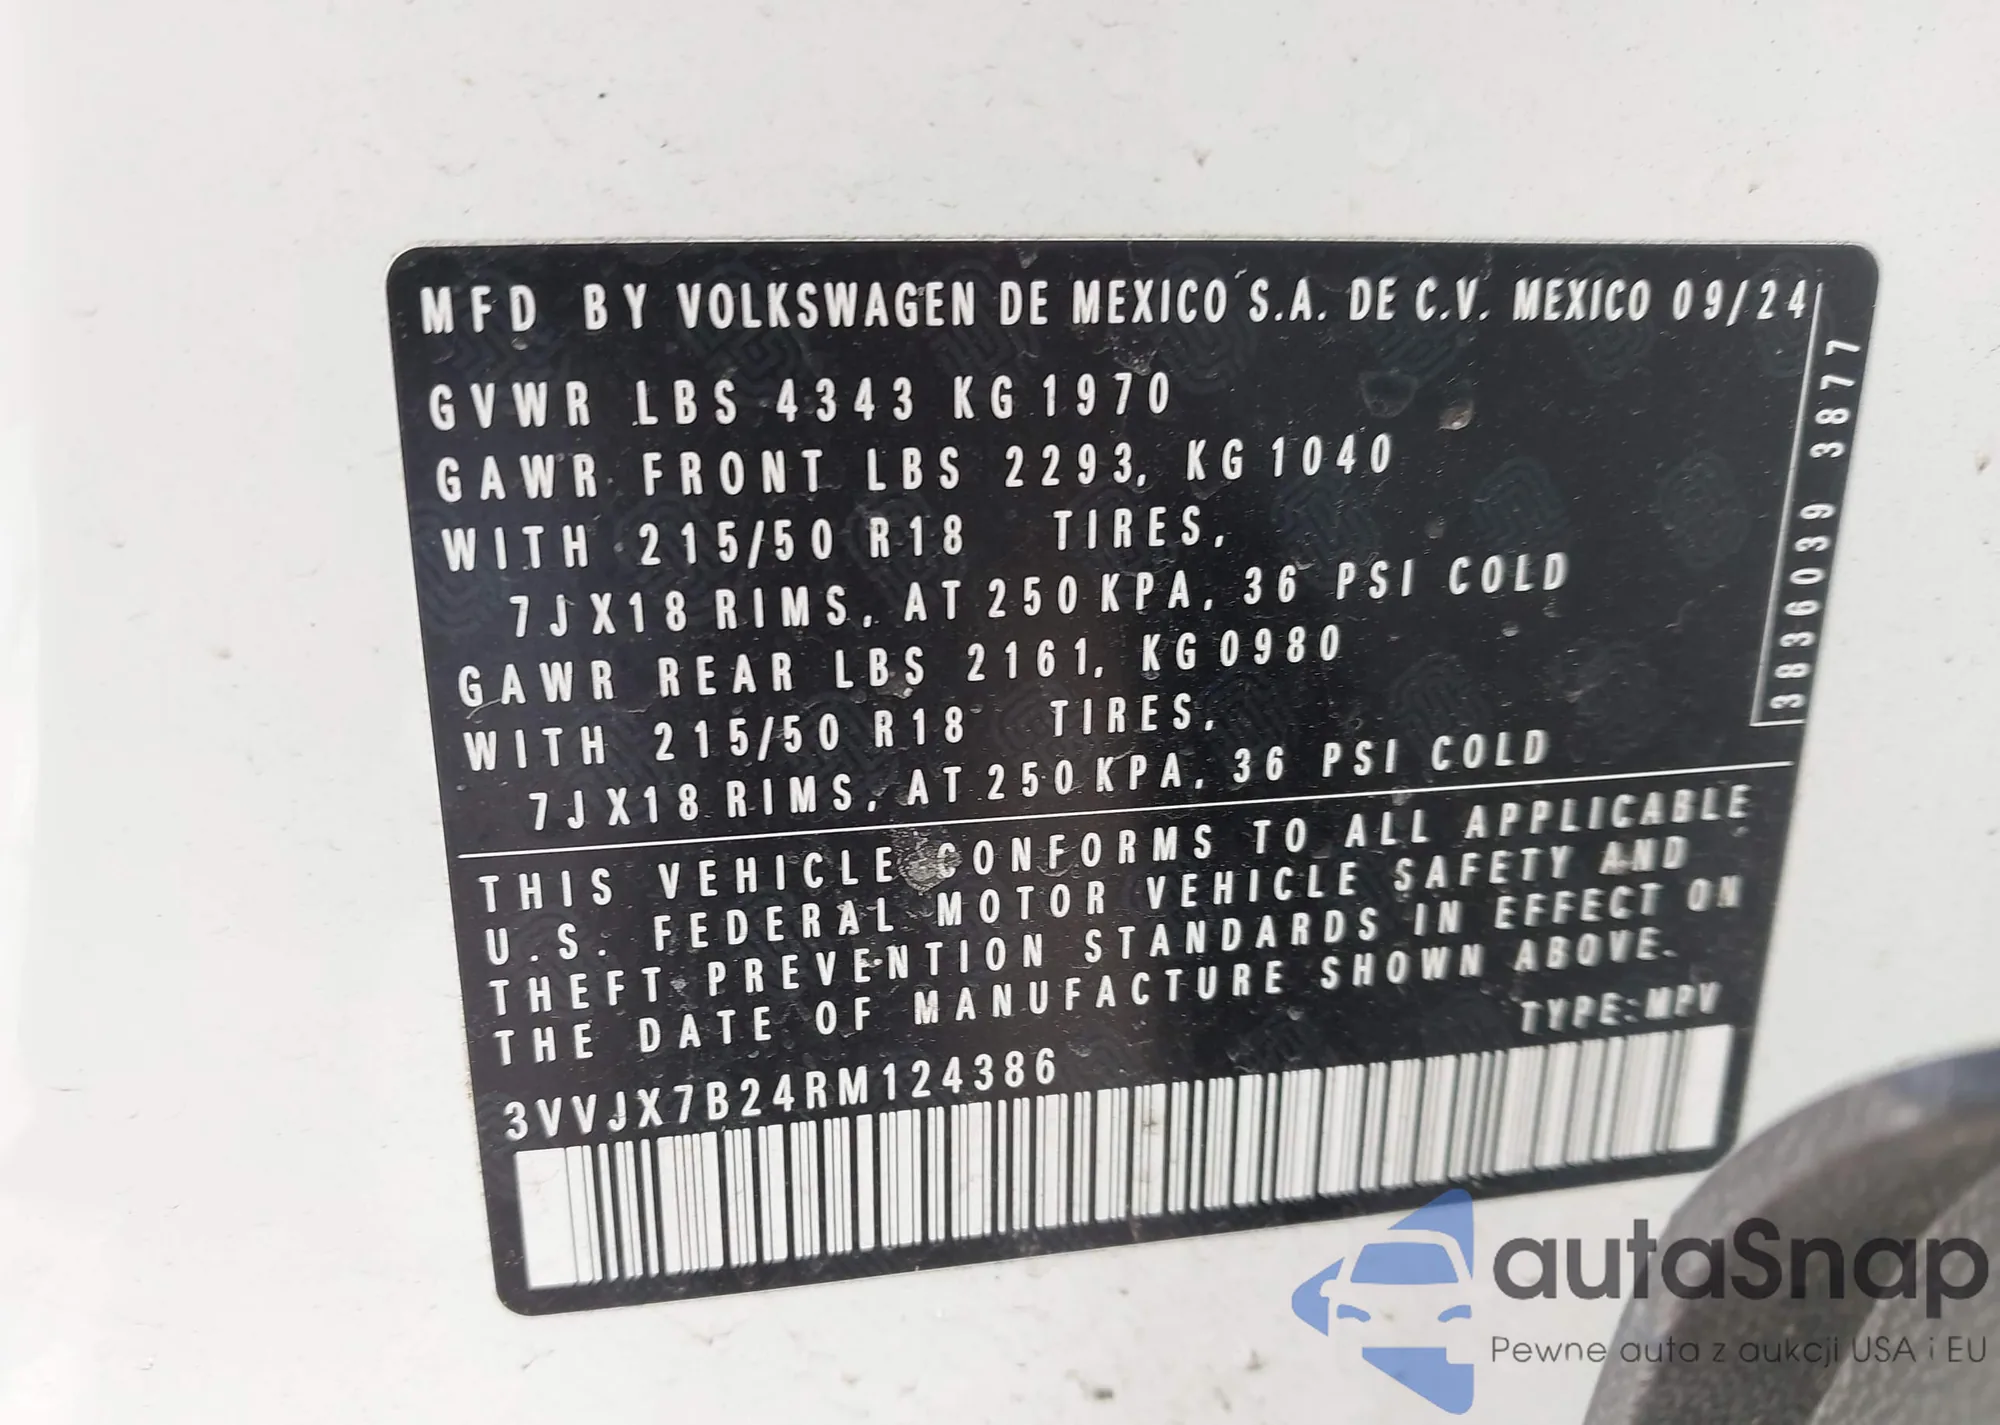 MFD BY VOLKSWAGEN DE MEXICO S.A. DE C.V. MEXICO 09/24
GVWR LBS 4343 KG 1970
GAWR FRONT LBS 2293, KG 1040
WITH 215/50 R18 TIRES,
7JX18 RIMS, AT 250 KPA, 36 PSI COLD
GAWR REAR LBS 2161, KG 0980
WITH 215/50 R18 TIRES,
7JX18 RIMS, AT 250 KPA, 36 PSI COLD
3836039 3877
THIS VEHICLE CONFORMS TO ALL APPLICABLE
U.S. FEDERAL MOTOR VEHICLE SAFETY AND
THEFT PREVENTION STANDARDS IN EFFECT ON
THE DATE OF MANUFACTURE SHOWN ABOVE.
TYPE: MPV
3VVJX7B24RM124386
autaSnap
Pewne auta z aukcji USA i EU